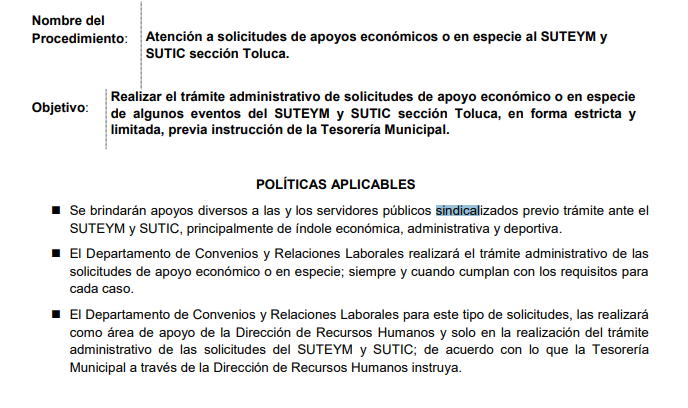 Nombre del
Procedimiento:
Atención a solicitudes de apoyos económicos o en especie al SUTEYM y
SUTIC sección Toluca.
Objetivo:
Realizar el trámite administrativo de solicitudes de apoyo económico o en especie
de algunos eventos del SUTEYM y SUTIC sección Toluca, en forma estricta y
limitada, previa instrucción de la Tesorería Municipal.
POLÍTICAS APLICABLES
■ Se brindarán apoyos diversos a las y los servidores públicos sindicalizados previo trámite ante el
SUTEYM y SUTIC, principalmente de índole económica, administrativa y deportiva.
■ El Departamento de Convenios y Relaciones Laborales realizará el trámite administrativo de las
solicitudes de apoyo económico o en especie; siempre y cuando cumplan con los requisitos para
cada caso.
■ El Departamento de Convenios y Relaciones Laborales para este tipo de solicitudes, las realizará
como área de apoyo de la Dirección de Recursos Humanos y solo en la realización del trámite
administrativo de las solicitudes del SUTEYM y SUTIC; de acuerdo con lo que la Tesorería
Municipal a través de la Dirección de Recursos Humanos instruya.